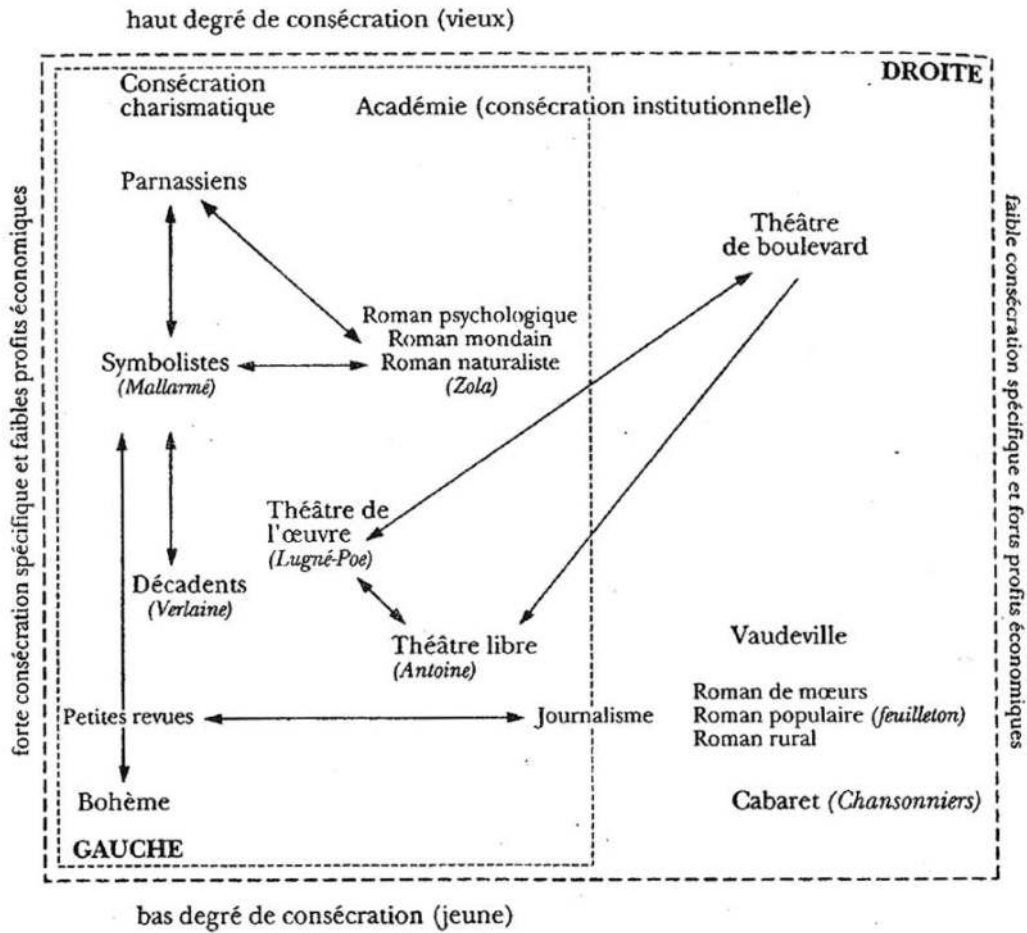 haut degré de consécration (vieux)
DROITE
Consécration
charismatique
Académie (consécration institutionnelle)
forte consécration spécifique et faibles profits économiques
faible consécration spécifique et forts profits économiques
Parnassiens
Théâtre
de boulevard
Roman psychologique
Roman mondain
Roman naturaliste
(Zola)
Symbolistes
(Mallarmé)
Théâtre de
l'œuvre
(Lugné-Poe)
Décadents
(Verlaine)
Théâtre libre
(Antoine)
Vaudeville
Roman de mœurs
Roman populaire (feuilleton)
Roman rural
Petites revues
Journalisme
Bohème
Cabaret (Chansonniers)
GAUCHE
bas degré de consécration (jeune)